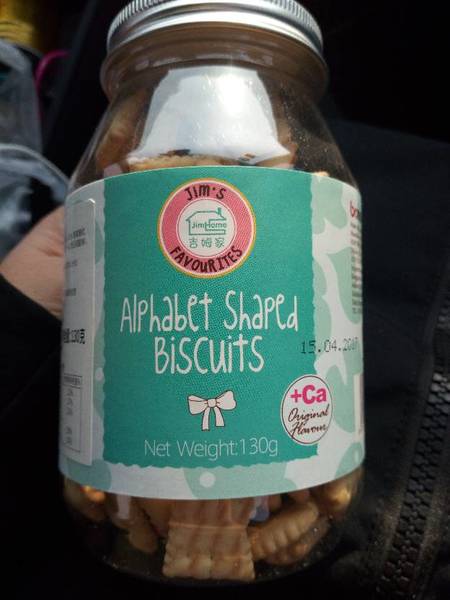 JIM'S
JimHome
吉姆家
FAVOURITES
Alphabet Shaped
Biscuits
15.04.20
+Ca
Original
Flavour
Net Weight:130g